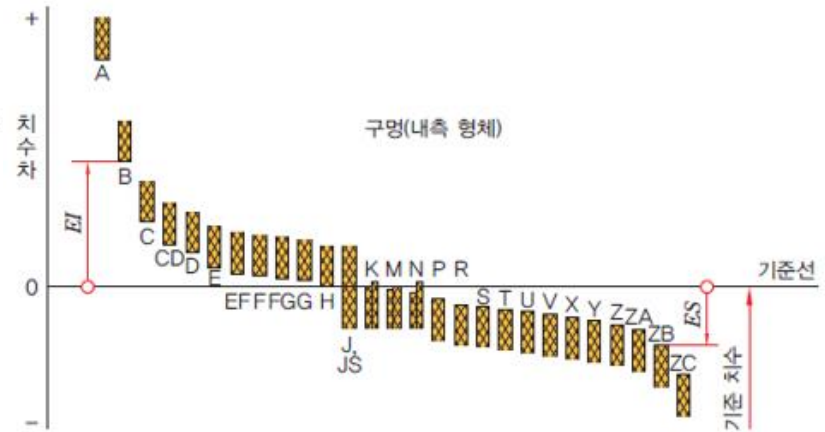 +
A
치수차
구멍(내측 형체)
B
EI
C
CD
D
E
K M N P R
기준선
0
EF F FG G H
S T U V X Y Z ZA
ES
ZB
J,
JS
ZC
기준 치수
-